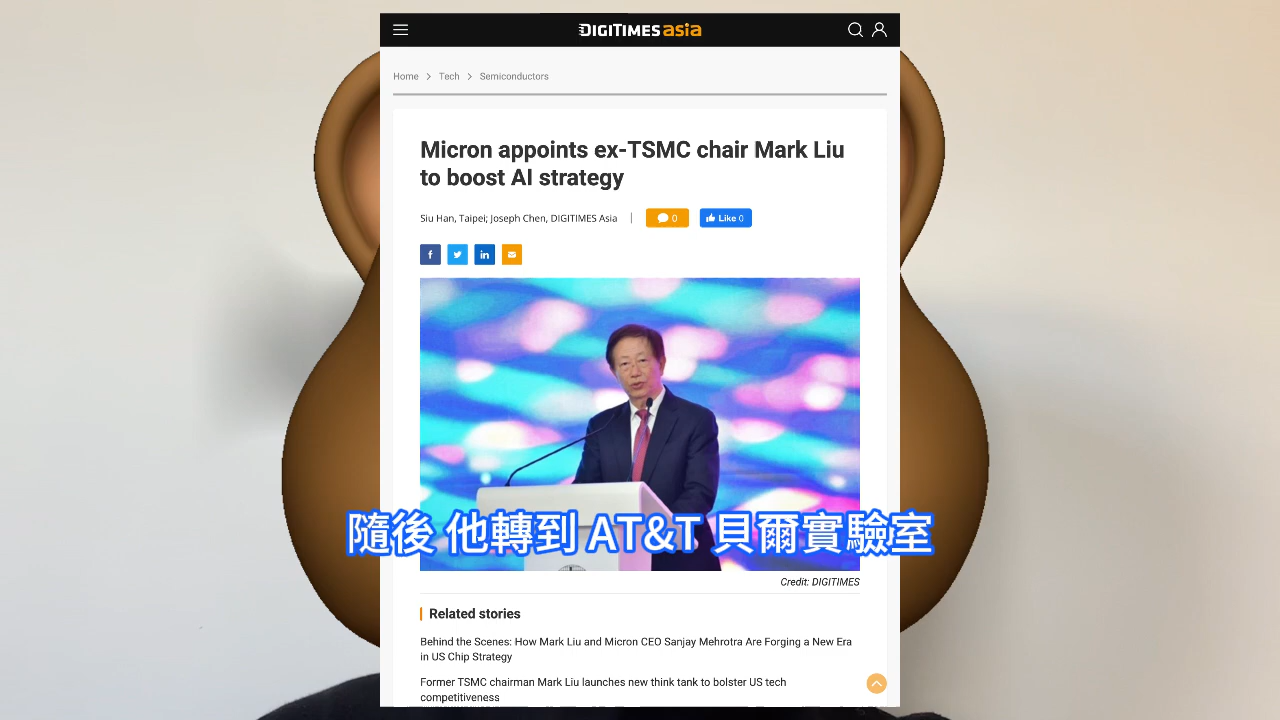 DIGITIMES asia
Home > Tech > Semiconductors
Micron appoints ex-TSMC chair Mark Liu
to boost AI strategy
Siu Han, Taipei; Joseph Chen, DIGITIMES Asia | 0 Like 0
隨後 他轉到 AT&T 貝爾實驗室
Credit: DIGITIMES
Related stories
Behind the Scenes: How Mark Liu and Micron CEO Sanjay Mehrotra Are Forging a New Era
in US Chip Strategy
Former TSMC chairman Mark Liu launches new think tank to bolster US tech
competitiveness